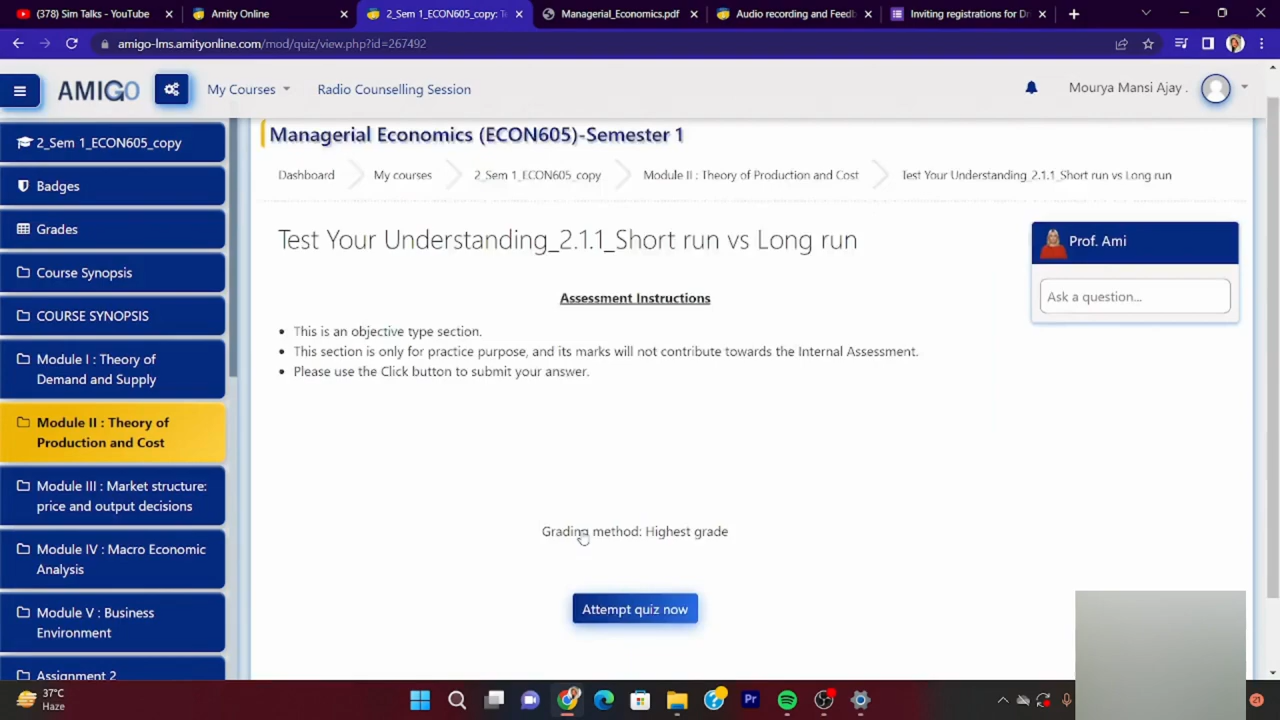 (378) Sim Talks - YouTube
Amity Online
2_Sem 1_ECON605_copy: Te
Managerial_Economics.pdf
Audio recording and Feedb
Inviting registrations for Dr
amigo-lms.amityonline.com/mod/quiz/view.php?id=267492
AMIGO
My Courses
Radio Counselling Session
Mourya Mansi Ajay .
2_Sem 1_ECON605_copy
Badges
Grades
Course Synopsis
COURSE SYNOPSIS
Module I : Theory of
Demand and Supply
Module II : Theory of
Production and Cost
Module III : Market structure:
price and output decisions
Module IV : Macro Economic
Analysis
Module V : Business
Environment
Assignment 2
Managerial Economics (ECON605)-Semester 1
Dashboard
My courses
2_Sem 1_ECON605_copy
Module II : Theory of Production and Cost
Test Your Understanding_2.1.1_Short run vs Long run
Test Your Understanding_2.1.1_Short run vs Long run
Assessment Instructions
• This is an objective type section.
• This section is only for practice purpose, and its marks will not contribute towards the Internal Assessment.
• Please use the Click button to submit your answer.
Grading method: Highest grade
Attempt quiz now
Prof. Ami
Ask a question...
37°C
Haze
Pr
21